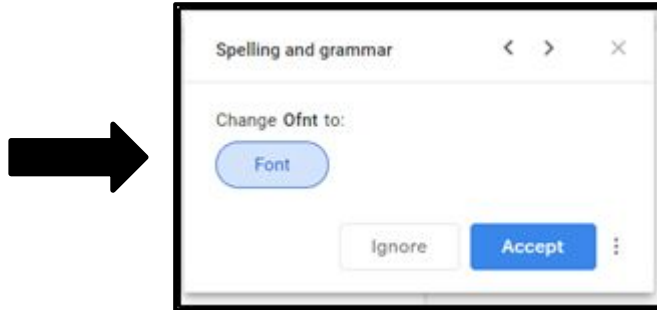 Spelling and grammar
Change Ofnt to:
Font
Ignore Accept